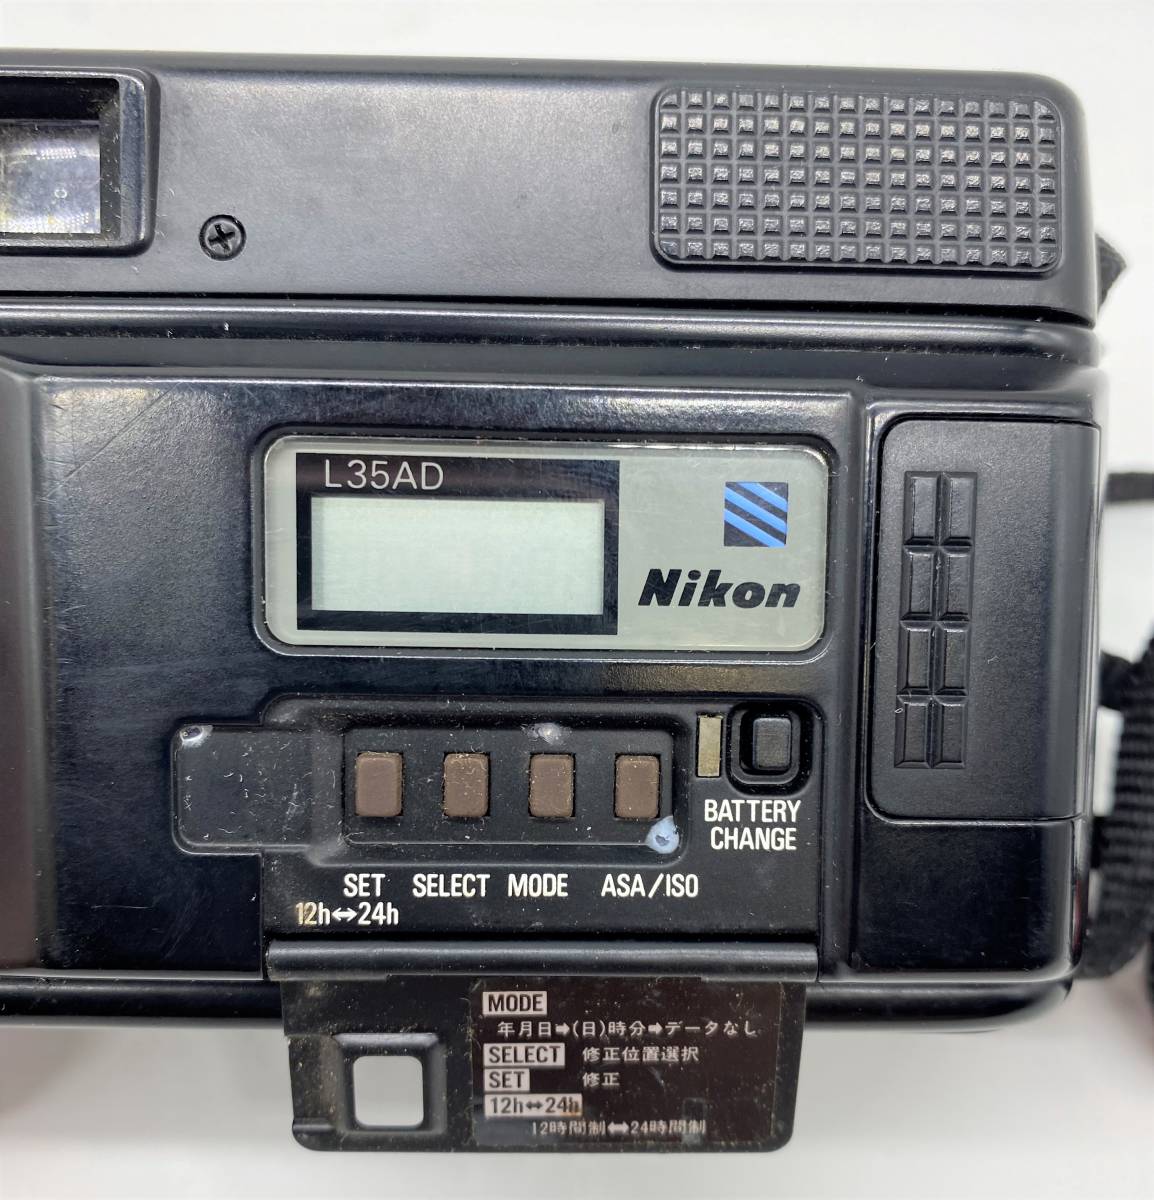 L35AD
Nikon
BATTERY
CHANGE
SET SELECT MODE ASA/ISO
12h↔24h
MODE
年月日➡(日)時分➡データなし
SELECT 修正位置選択
SET 修正
12h↔24h
12時間制↔24時間制